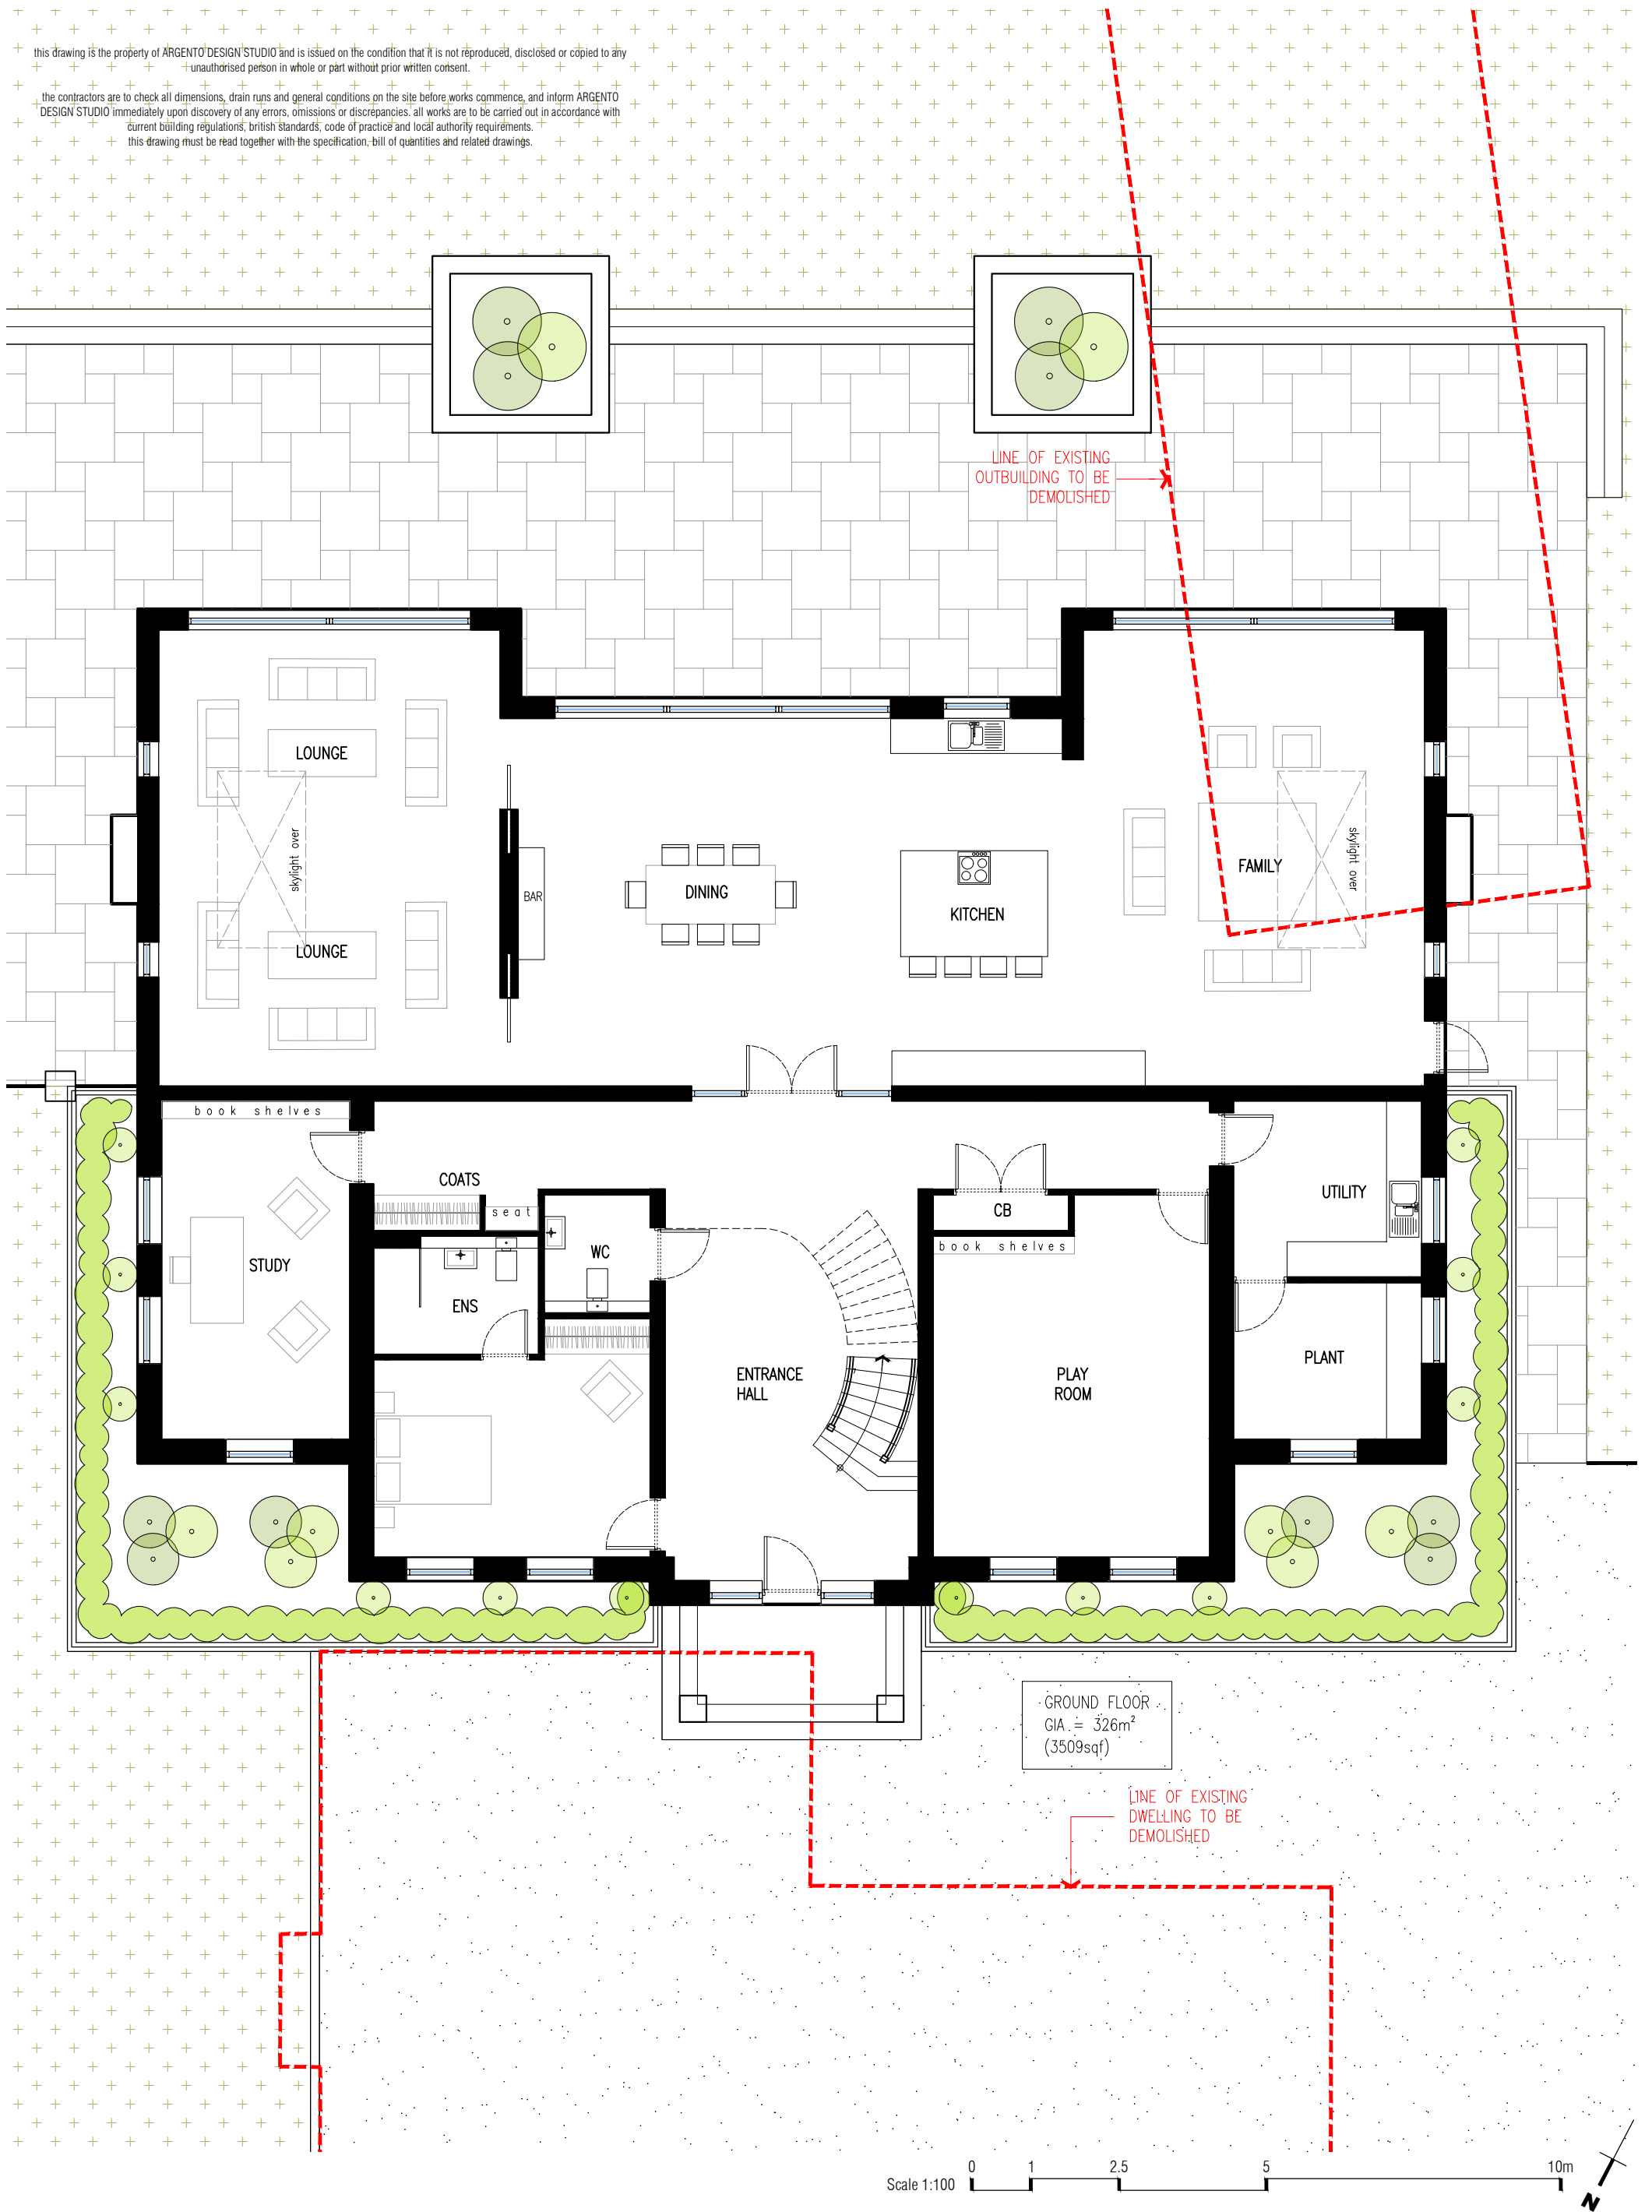 this drawing is the property of ARGENTO DESIGN STUDIO and is issued on the condition that it is not reproduced, disclosed or copied to any
unauthorised person in whole or part without prior written consent.
the contractors are to check all dimensions, drain runs and general conditions on the site before works commence, and inform ARGENTO
DESIGN STUDIO immediately upon discovery of any errors, omissions or discrepancies. all works are to be carried out in accordance with
current building regulations, british standards, code of practice and local authority requirements.
this drawing must be read together with the specification, bill of quantities and related drawings.
LINE OF EXISTING
OUTBUILDING TO BE
DEMOLISHED
LOUNGE
skylight over
LOUNGE
BAR
DINING
KITCHEN
FAMILY
skylight over
book shelves
COATS
seat
STUDY
WC
ENS
CB
book shelves
UTILITY
ENTRANCE
HALL
PLAY
ROOM
PLANT
GROUND FLOOR
GIA = 326m²
(3509sqf)
LINE OF EXISTING
DWELLING TO BE
DEMOLISHED
Scale 1:100
0 1 2.5 5 10m
N